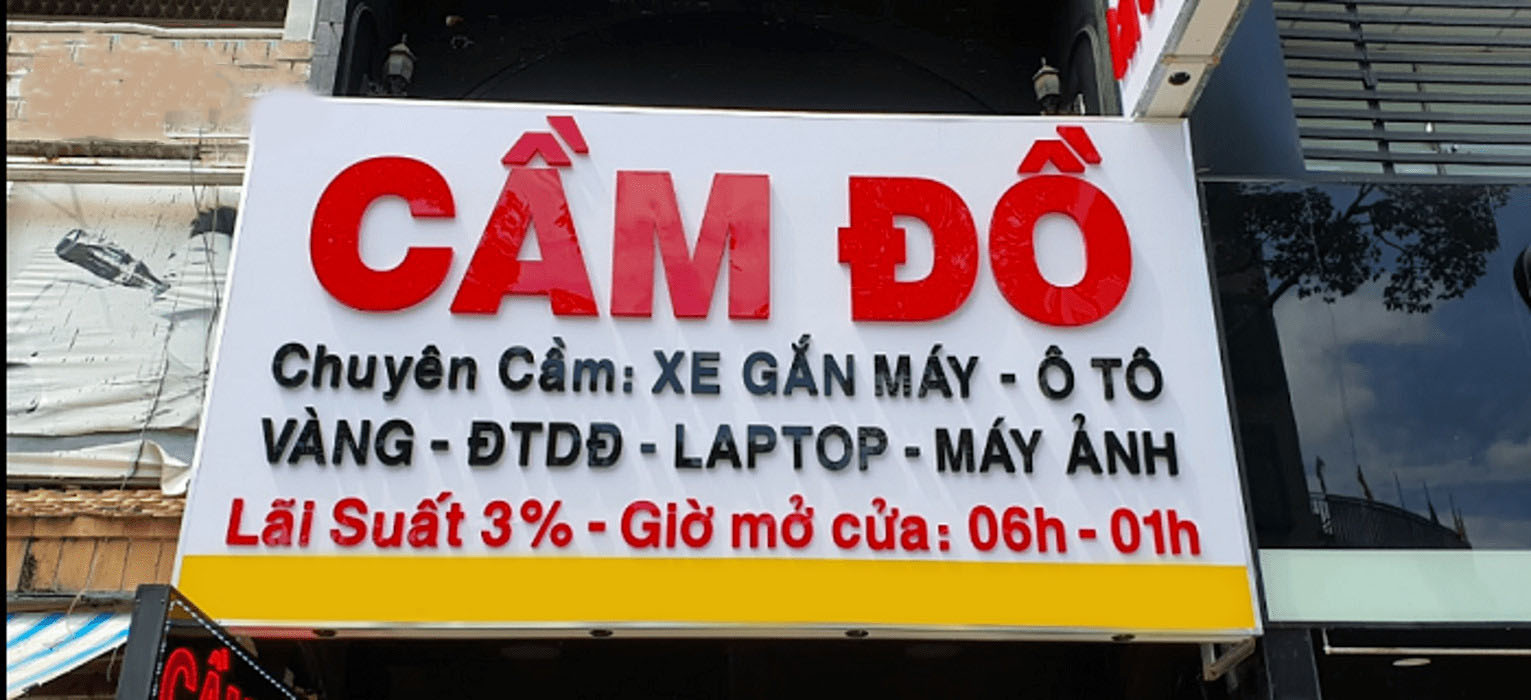 CẦM ĐỒ
Chuyên Cầm: XE GẮN MÁY - Ô TÔ
VÀNG - ĐTDĐ - LAPTOP - MÁY ẢNH
Lãi Suất 3% - Giờ mở cửa: 06h - 01h